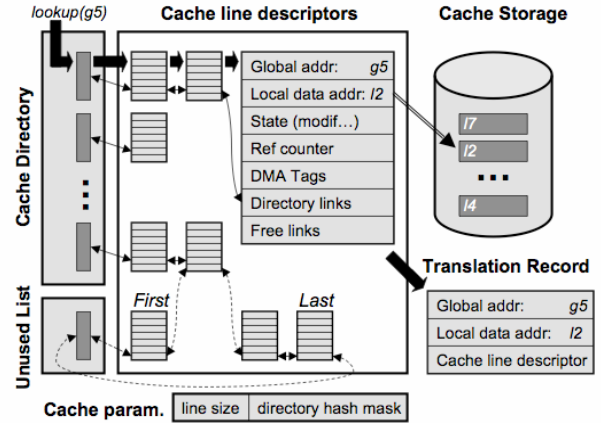 lookup(g5)
Cache line descriptors
Cache Storage
Cache Directory
Global addr: g5
Local data addr: l2
State (modif…)
Ref counter
DMA Tags
Directory links
Free links
l7
l2
l4
Translation Record
Global addr: g5
Local data addr: l2
Cache line descriptor
Unused List
First
Last
Cache param.
line size
directory hash mask